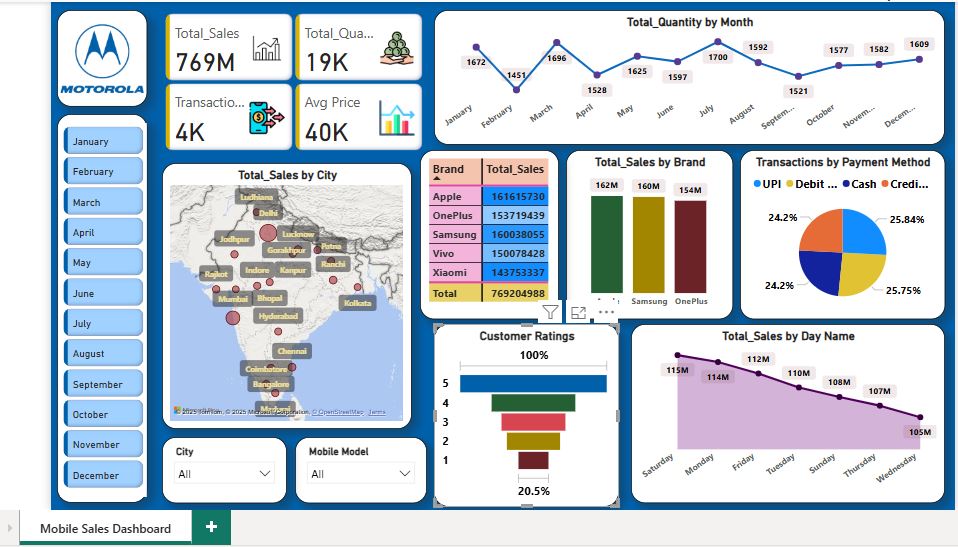 MOTOROLA
Total_Sales
769M
Total_Qua...
19K
Transactio...
4K
Avg Price
40K
January
February
March
April
May
June
July
August
September
October
November
December
Total_Quantity by Month
1672
1451
1696
1528
1625
1597
1700
1592
1521
1577
1582
1609
January
February
March
April
May
June
July
August
Septem...
October
Novem...
Decem...
Total_Sales by City
Ludhiana
Delhi
Jodhpur
Lucknow
Gorakhpur
Patna
Rajkot
Indore
Kanpur
Ranchi
Mumbai
Bhopal
Kolkata
Hyderabad
Chennai
Coimbatore
Bangalore
© 2025 TomTom, © 2025 Microsoft Corporation, © OpenStreetMap Terms
Brand Total_Sales
Apple 161615730
OnePlus 153719439
Samsung 160038055
Vivo 150078428
Xiaomi 143753337
Total 769204988
Total_Sales by Brand
162M
160M
154M
Samsung
OnePlus
Transactions by Payment Method
UPI Debit ... Cash Credi...
24.2%
25.84%
24.2%
25.75%
City
All
Mobile Model
All
Customer Ratings
100%
5
4
3
2
1
20.5%
Total_Sales by Day Name
115M
114M
112M
110M
108M
107M
105M
Saturday
Monday
Friday
Tuesday
Sunday
Thursday
Wednesday
Mobile Sales Dashboard
+